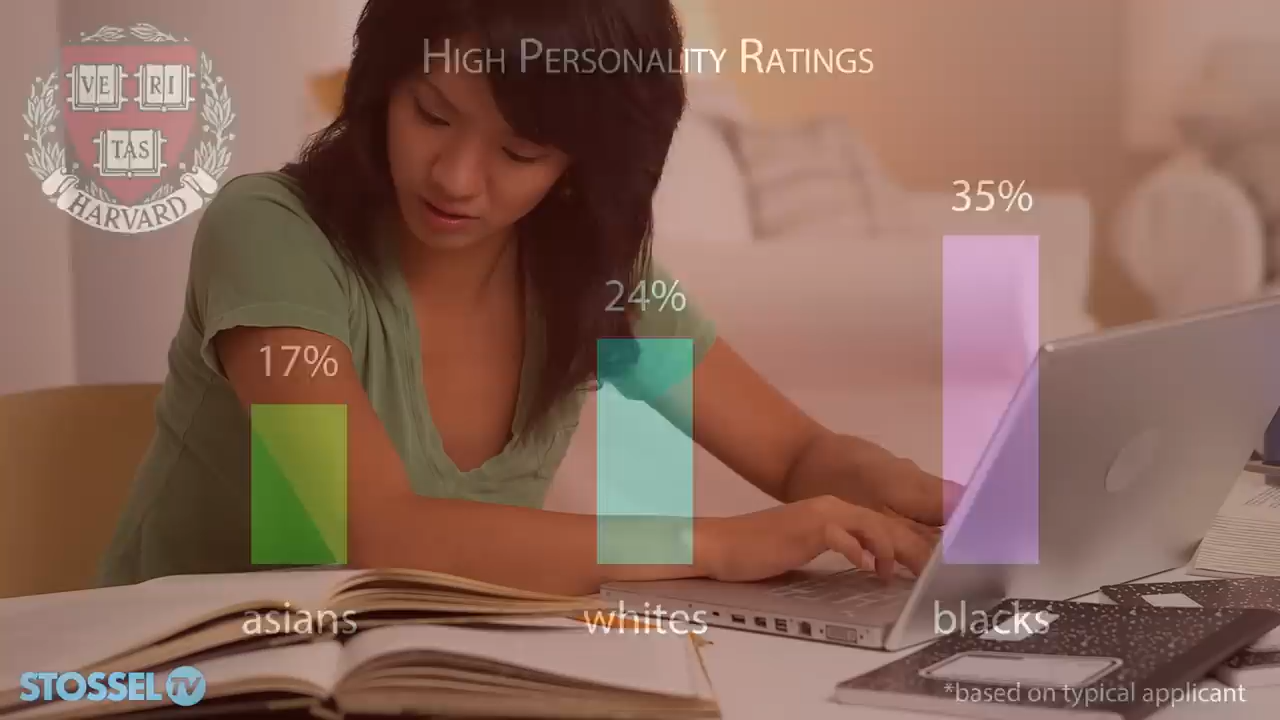 High Personality Ratings
VE RI
TAS
HARVARD
35%
24%
17%
asians whites blacks
STOSSEL TV
*based on typical applicant